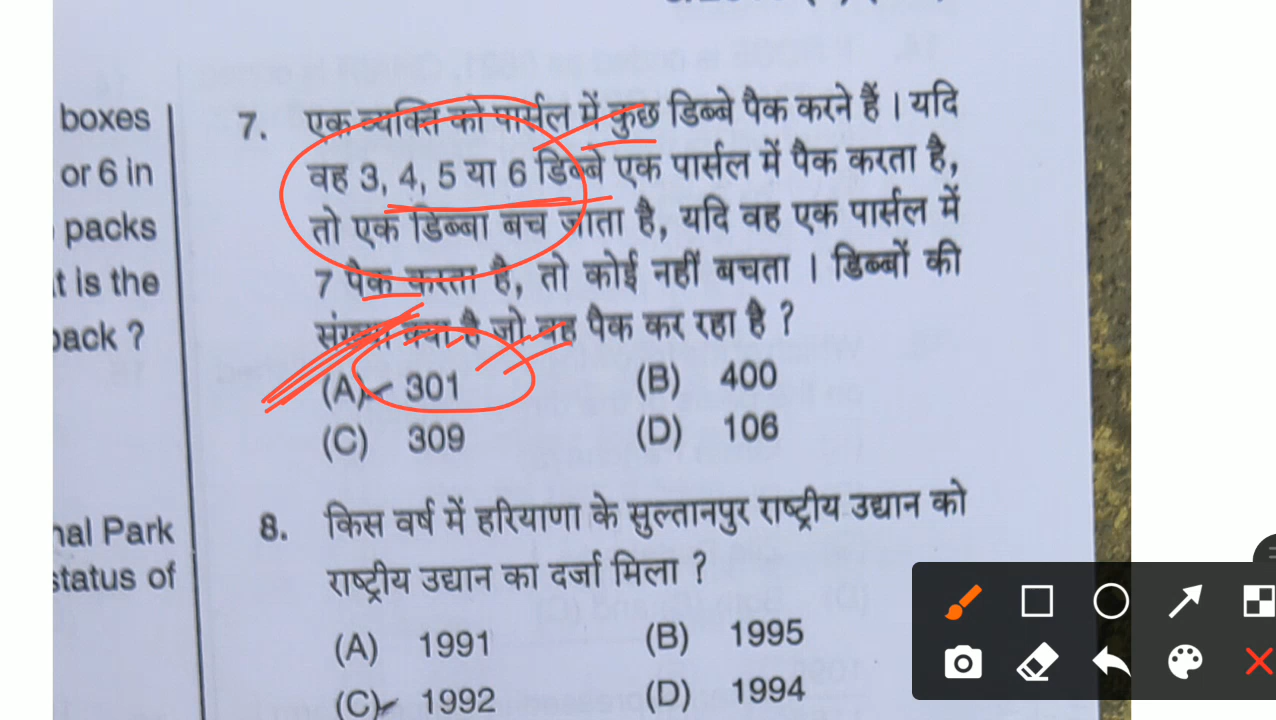 boxes
or 6 in
packs
t is the
pack ?
7. एक व्यक्ति को पार्सल में कुछ डिब्बे पैक करने हैं । यदि
वह 3, 4, 5 या 6 डिब्बे एक पार्सल में पैक करता है,
तो एक डिब्बा बच जाता है, यदि वह एक पार्सल में
7 पैक करता है, तो कोई नहीं बचता । डिब्बों की
संख्या क्या है जो वह पैक कर रहा है ?
(A) 301 (B) 400
(C) 309 (D) 106
nal Park
status of
8. किस वर्ष में हरियाणा के सुल्तानपुर राष्ट्रीय उद्यान को
राष्ट्रीय उद्यान का दर्जा मिला ?
(A) 1991 (B) 1995
(C) 1992 (D) 1994